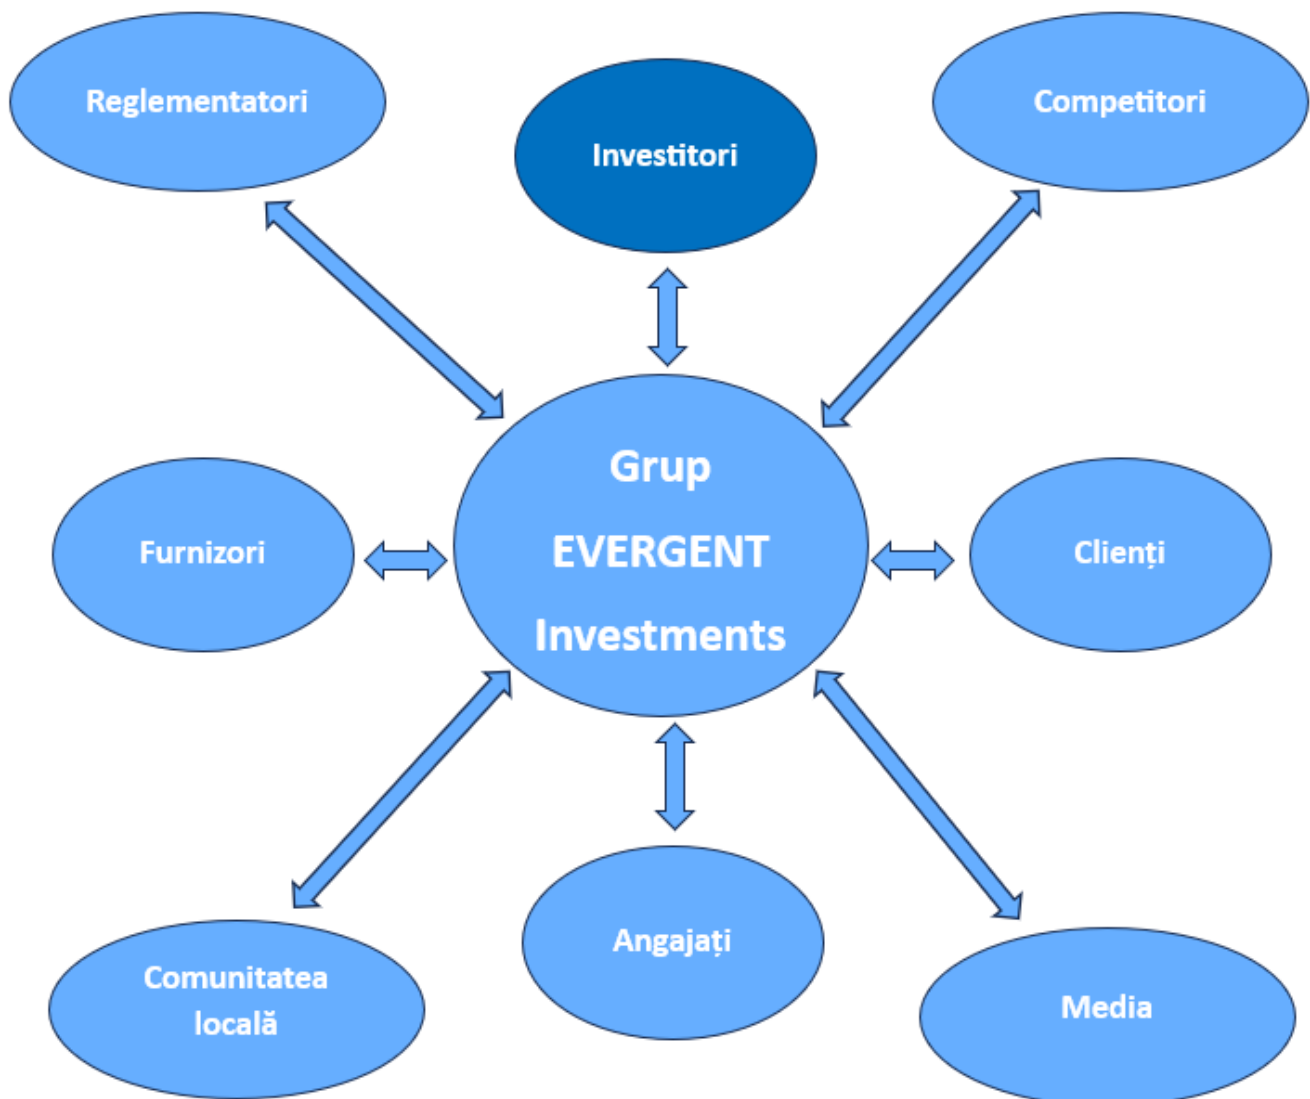 Reglementatori
Investitori
Competitori
Grup
EVERGENT
Investments
Furnizori
Clienți
Comunitatea
locală
Angajați
Media